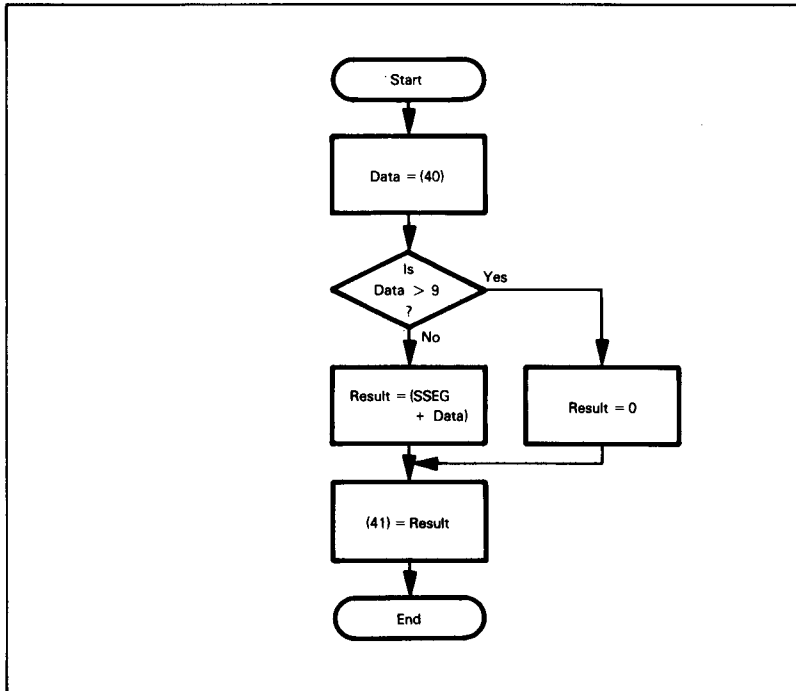 Start
Data = (40)
Is
Data > 9
?
Yes
No
Result = (SSEG
+ Data)
Result = 0
(41) = Result
End